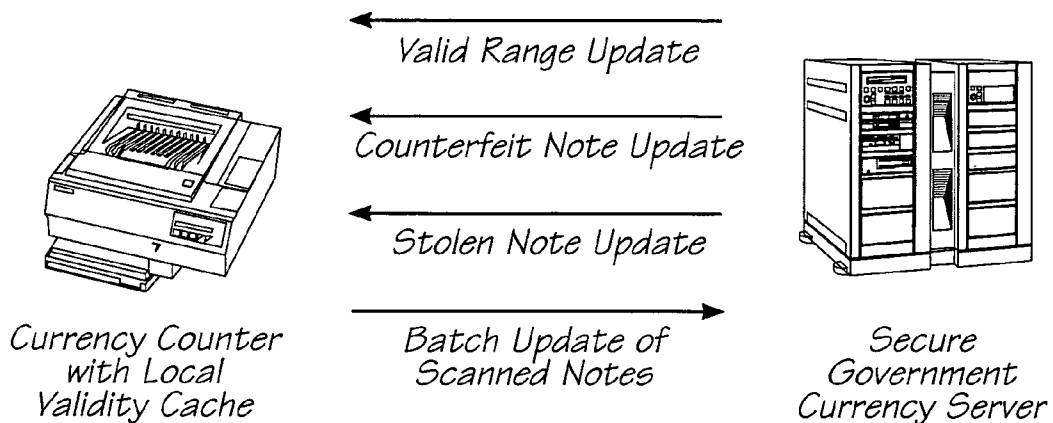 Valid Range Update
Counterfeit Note Update
Stolen Note Update
Batch Update of
Scanned Notes
Currency Counter
with Local
Validity Cache
Secure
Government
Currency Server